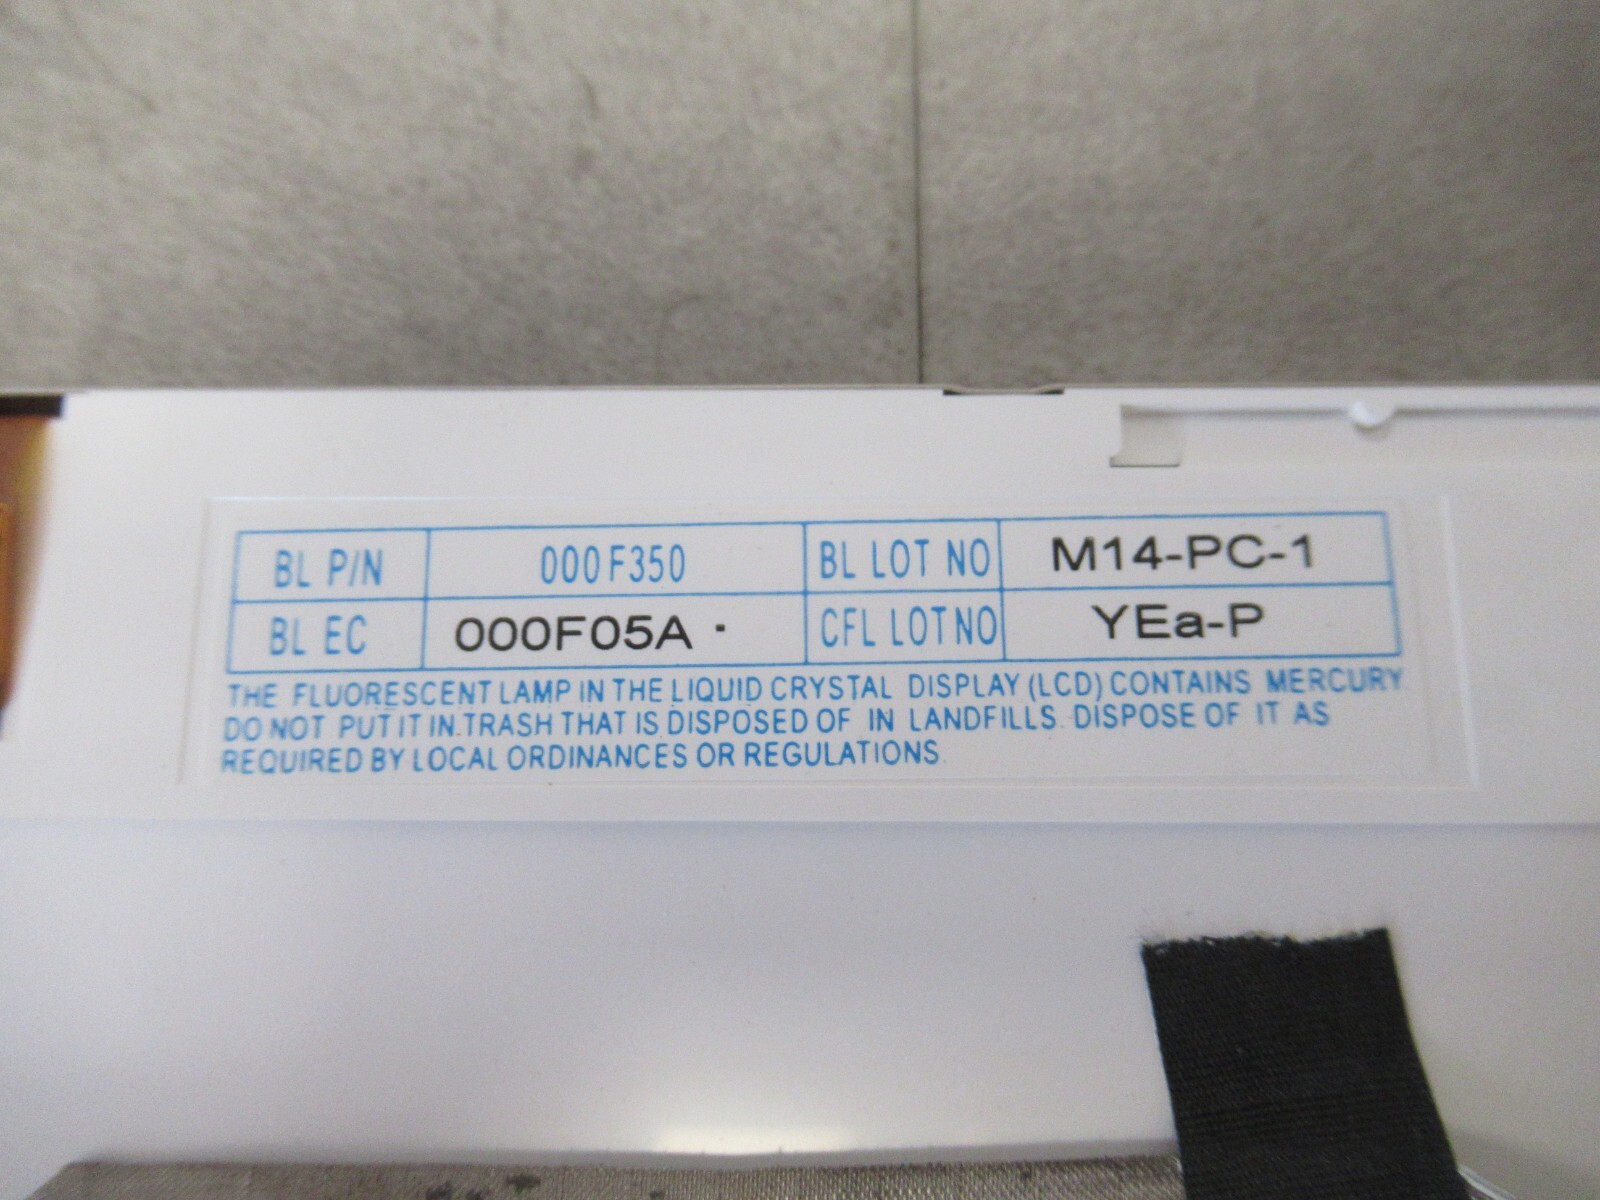 BL P/N 000F350 BL LOT NO M14-PC-1
BL EC 000F05A · CFL LOT NO YEa-P
THE FLUORESCENT LAMP IN THE LIQUID CRYSTAL DISPLAY (LCD) CONTAINS MERCURY
DO NOT PUT IT IN TRASH THAT IS DISPOSED OF IN LANDFILLS. DISPOSE OF IT AS
REQUIRED BY LOCAL ORDINANCES OR REGULATIONS.